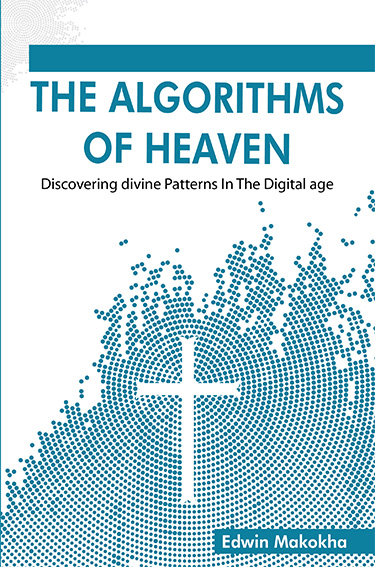 THE ALGORITHMS
OF HEAVEN
Discovering divine Patterns In The Digital age
Edwin Makokha